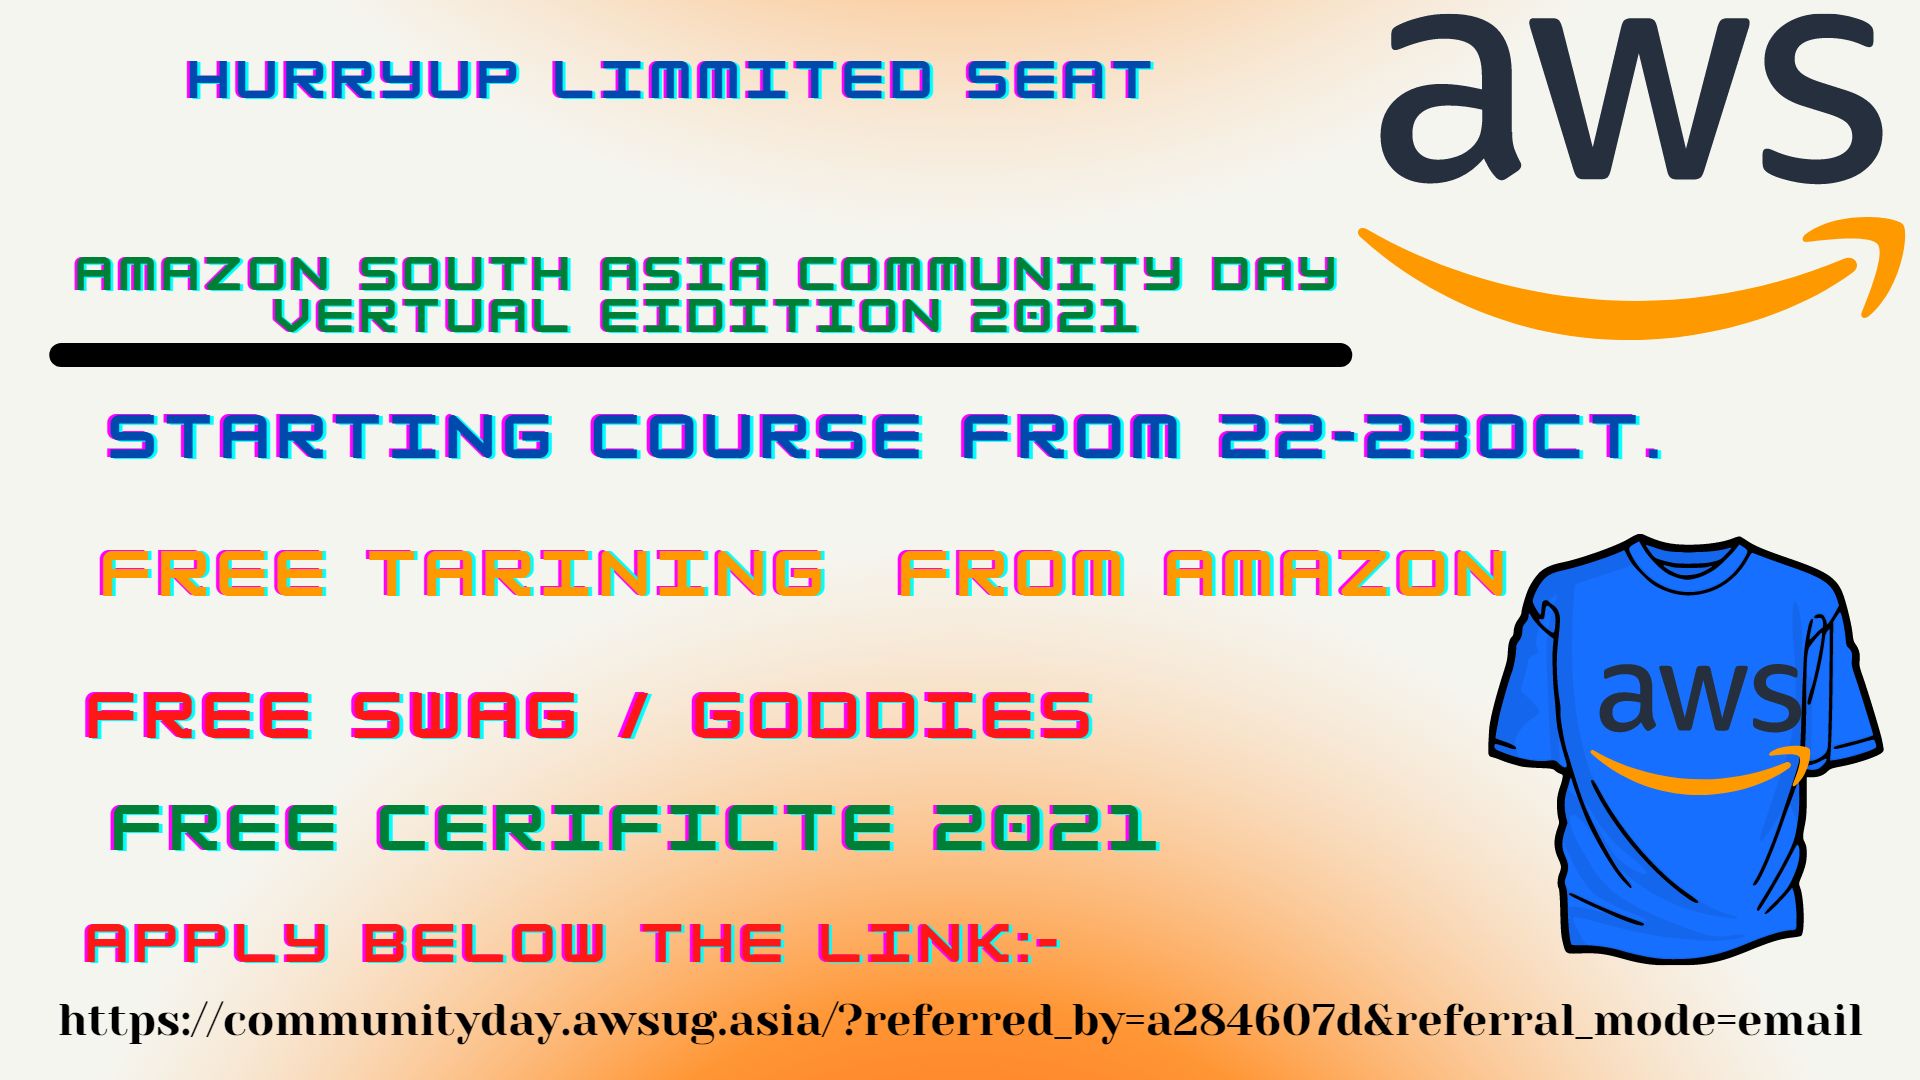 HURRYUP LIMMITED SEAT
aws
AMAZON SOUTH ASIA COMMUNITY DAY
VERTUAL EIDITION 2021
STARTING COURSE FROM 22-23OCT.
FREE TARINING FROM AMAZON
FREE SWAG / GODDIES
aws
FREE CERIFICTE 2021
APPLY BELOW THE LINK:-
https://communityday.awsug.asia/?referred_by=a284607d&referral_mode=email